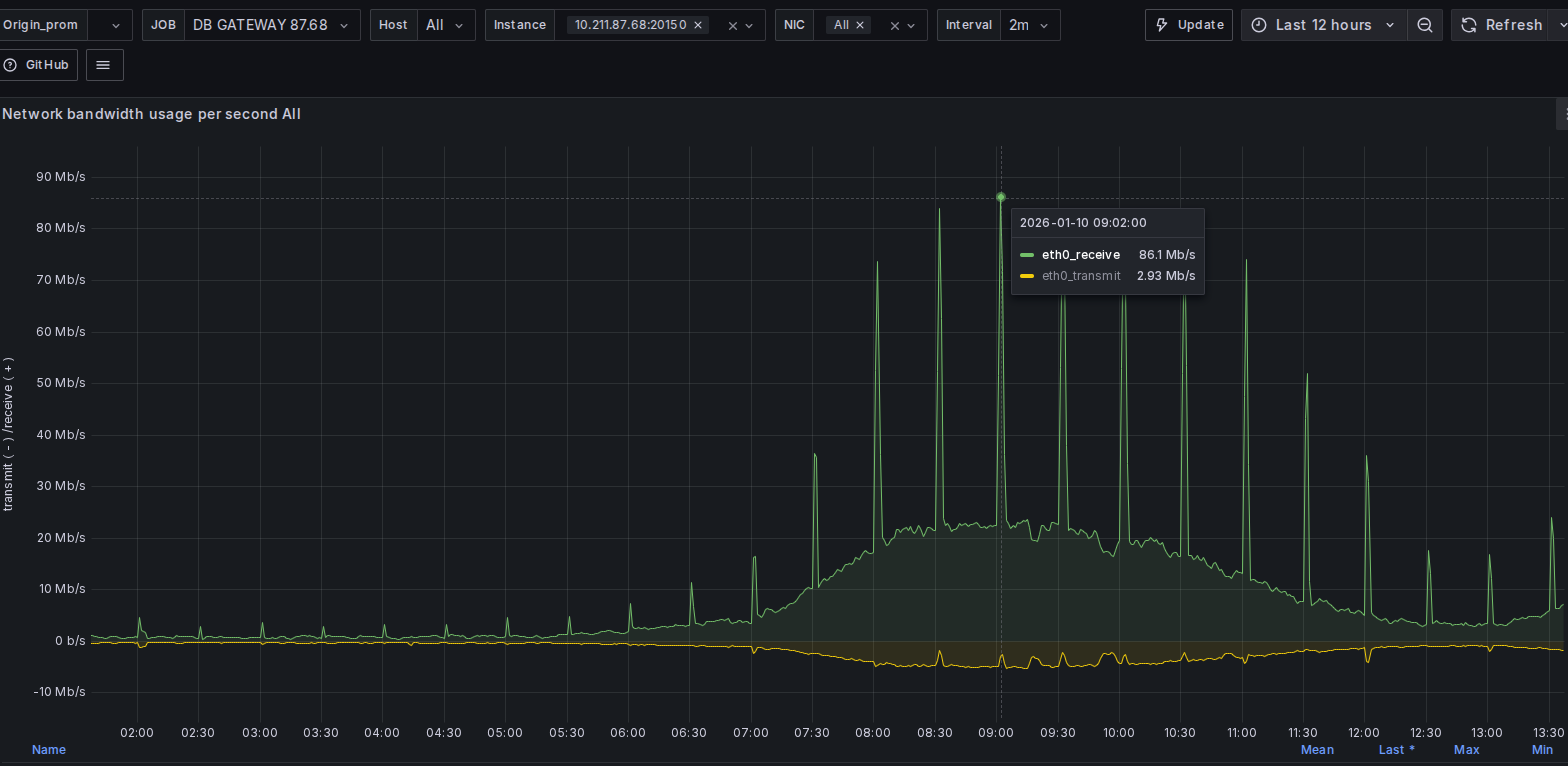 Origin_prom JOB DB GATEWAY 87.68 Host All Instance 10.211.87.68:20150 NIC All Interval 2m Update Last 12 hours Refresh
GitHub
Network bandwidth usage per second All
transmit ( - ) /receive ( + )
90 Mb/s
80 Mb/s
70 Mb/s
60 Mb/s
50 Mb/s
40 Mb/s
30 Mb/s
20 Mb/s
10 Mb/s
0 b/s
-10 Mb/s
2026-01-10 09:02:00
eth0_receive 86.1 Mb/s
eth0_transmit 2.93 Mb/s
02:00 02:30 03:00 03:30 04:00 04:30 05:00 05:30 06:00 06:30 07:00 07:30 08:00 08:30 09:00 09:30 10:00 10:30 11:00 11:30 12:00 12:30 13:00 13:30
Name Mean Last * Max Min